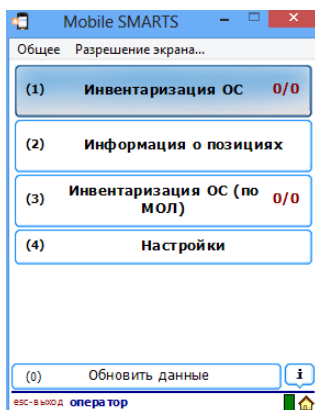 Mobile SMARTS
Общее Разрешение экрана...
(1) Инвентаризация ОС 0/0
(2) Информация о позициях
(3) Инвентаризация ОС (по
МОЛ) 0/0
(4) Настройки
(0) Обновить данные i
esc-выход оператор